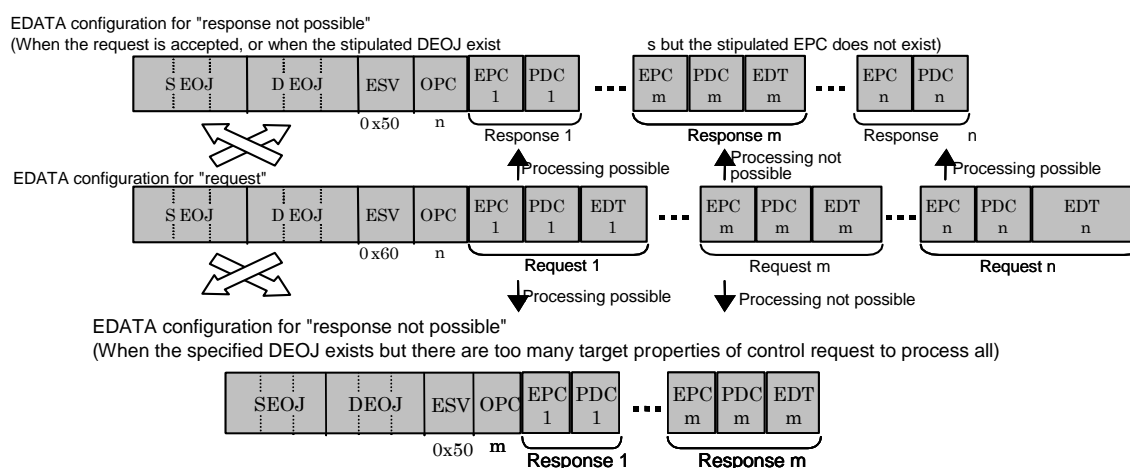 EDATA configuration for "response not possible"
(When the request is accepted, or when the stipulated DEOJ exist s but the stipulated EPC does not exist)
S EOJ D EOJ ESV OPC EPC 1 PDC 1 EPC m PDC m EDT m EPC n PDC n
0x50 n Response 1 Response m Response n
Processing possible Processing not possible Processing possible
EDATA configuration for "request"
S EOJ D EOJ ESV OPC EPC 1 PDC 1 EDT 1 EPC m PDC m EDT m EPC n PDC n EDT n
0x60 n Request 1 Request m Request n
Processing possible Processing not possible
EDATA configuration for "response not possible"
(When the specified DEOJ exists but there are too many target properties of control request to process all)
SEOJ DEOJ ESV OPC EPC 1 PDC 1 EPC m PDC m EDT m
0x50 m Response 1 Response m